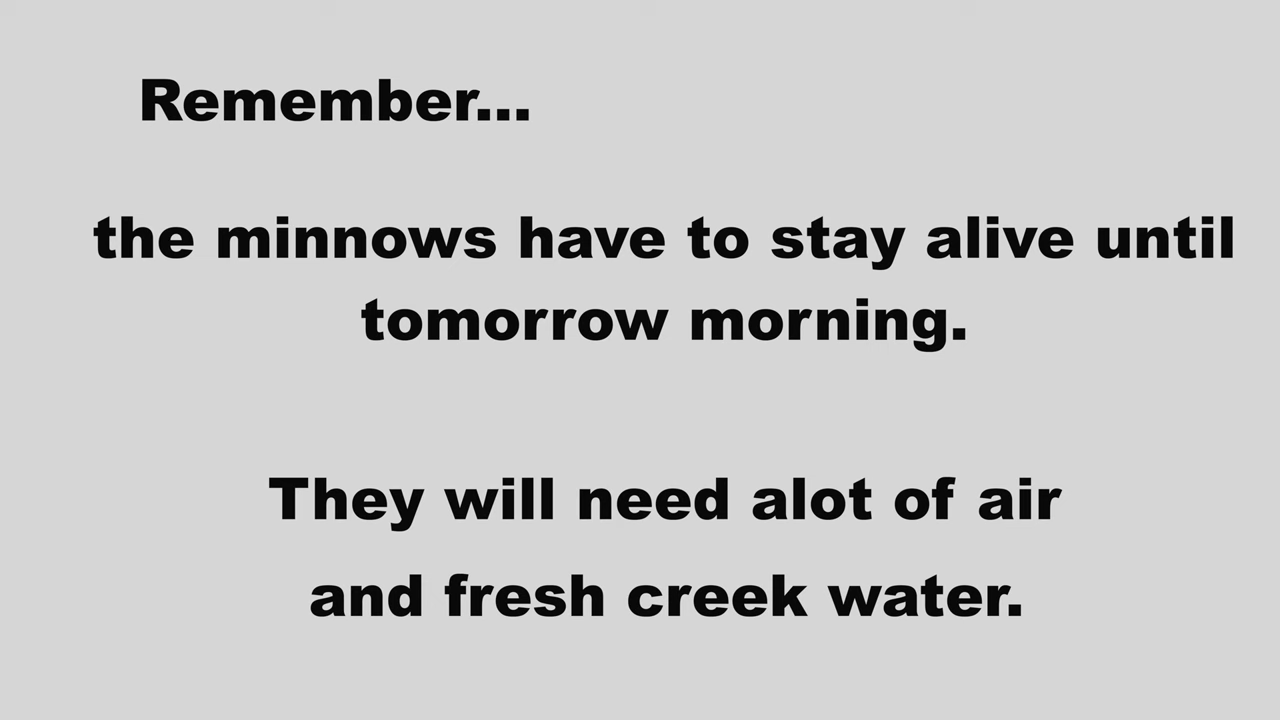 Remember...
the minnows have to stay alive until
tomorrow morning.
They will need alot of air
and fresh creek water.